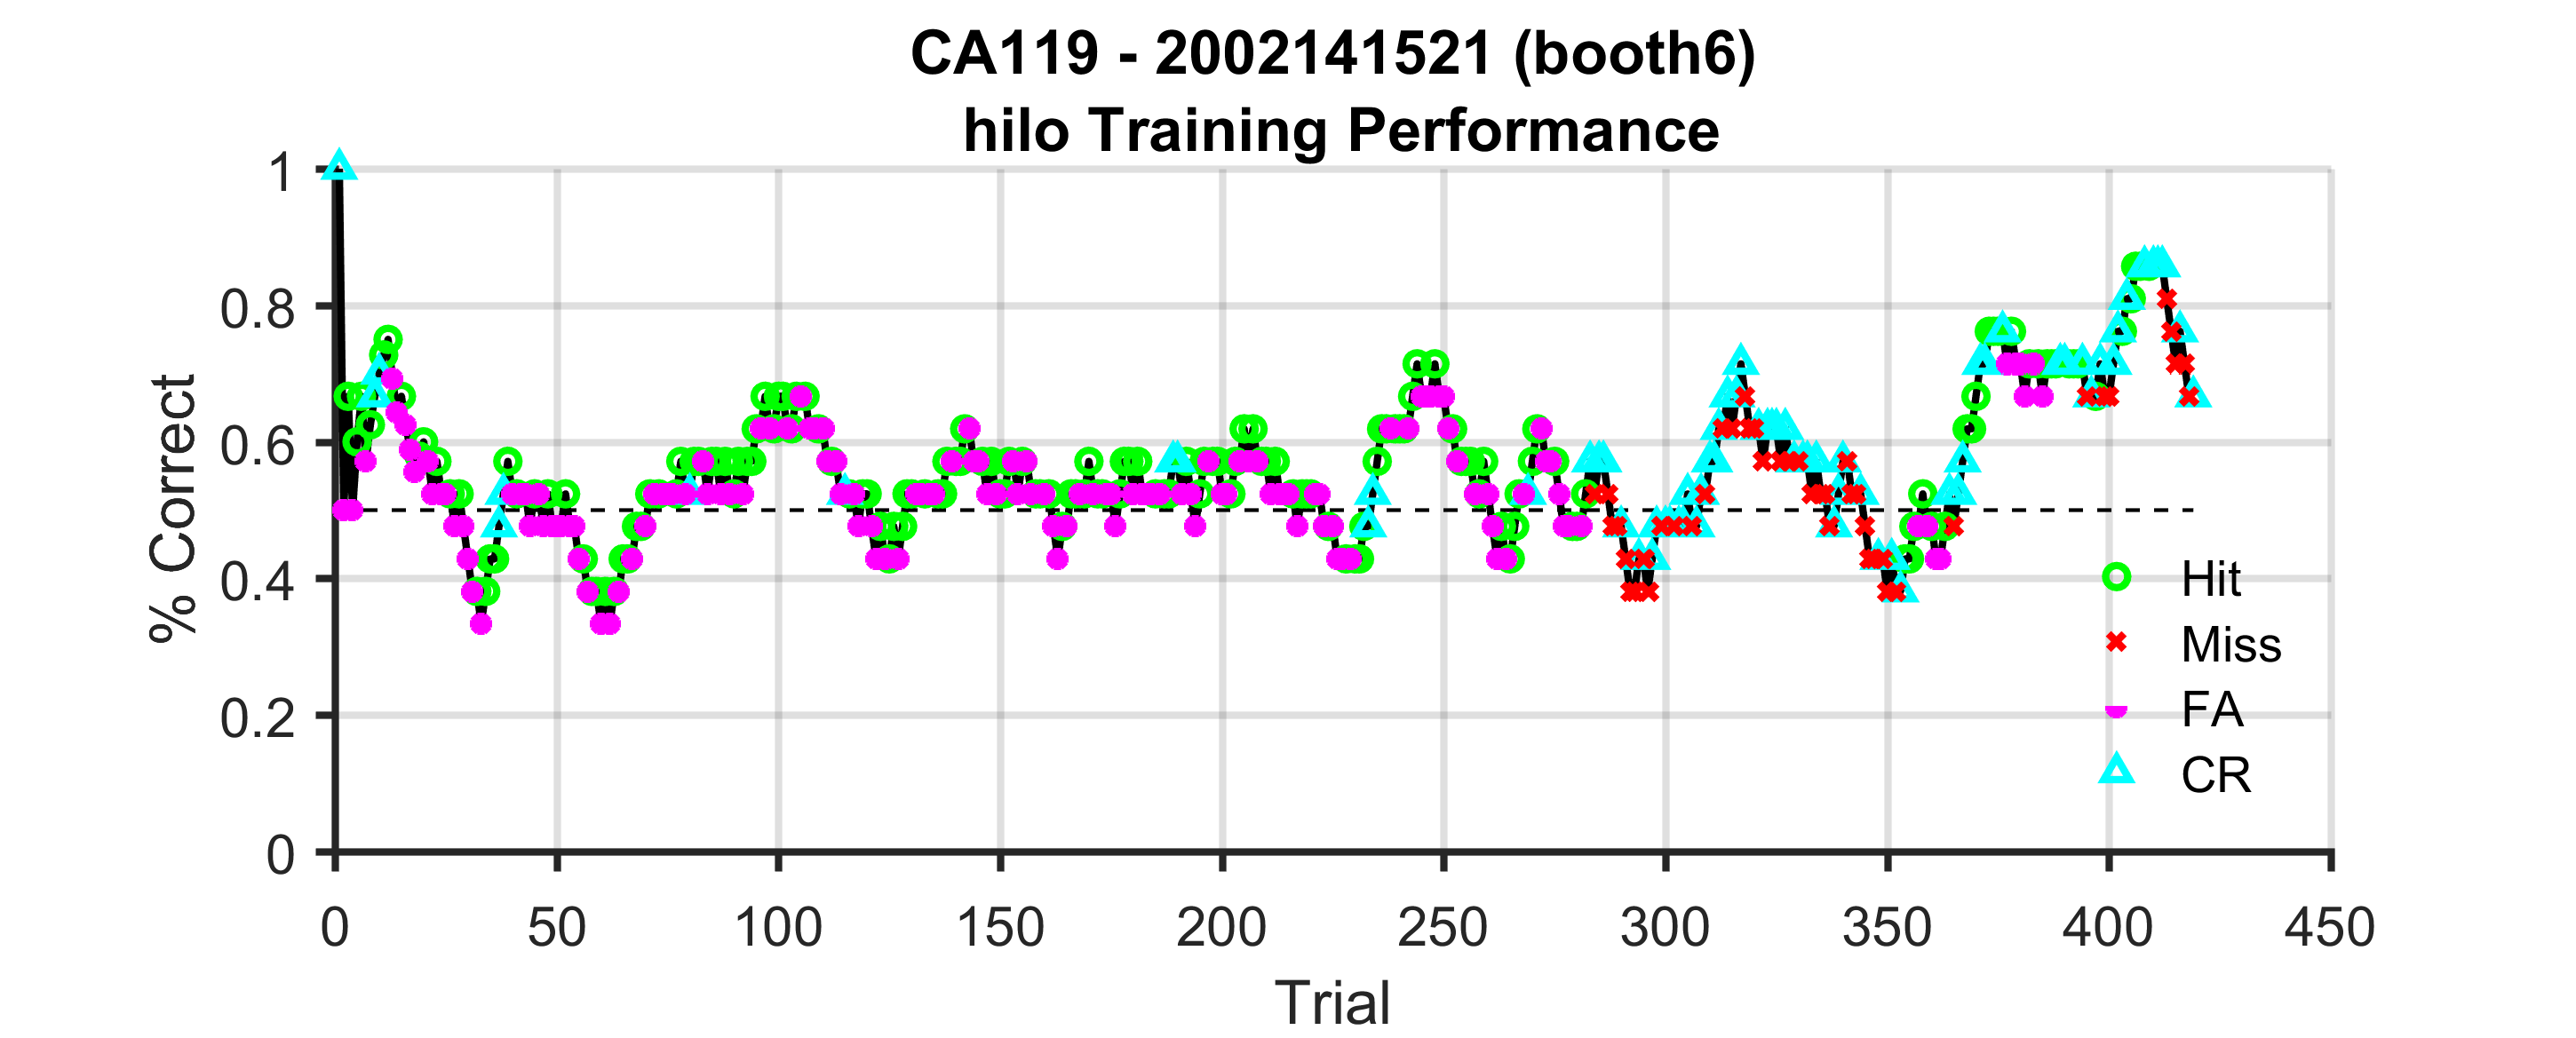 CA119 - 2002141521 (booth6)
hilo Training Performance
% Correct
1
0.8
0.6
0.4
0.2
0
0 50 100 150 200 250 300 350 400 450
Trial
Hit
Miss
FA
CR